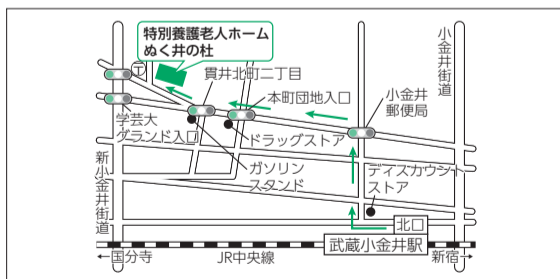 特別養護老人ホーム
ぬくい井の杜
〒
貫井北町二丁目
本町団地入口
小金井
郵便局
小金井街道
学芸大
グランド入口
ドラッグストア
ガソリン
スタンド
ディスカウント
ストア
新小金井街道
北口
武蔵小金井駅
←国分寺
JR中央線
新宿→